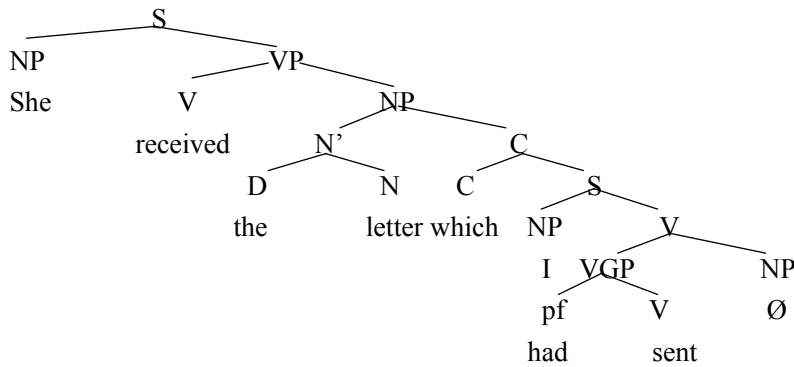 S
NP VP
She V NP
received N’ C
D N C S
the letter which NP V
I VGP NP
pf V Ø
had sent